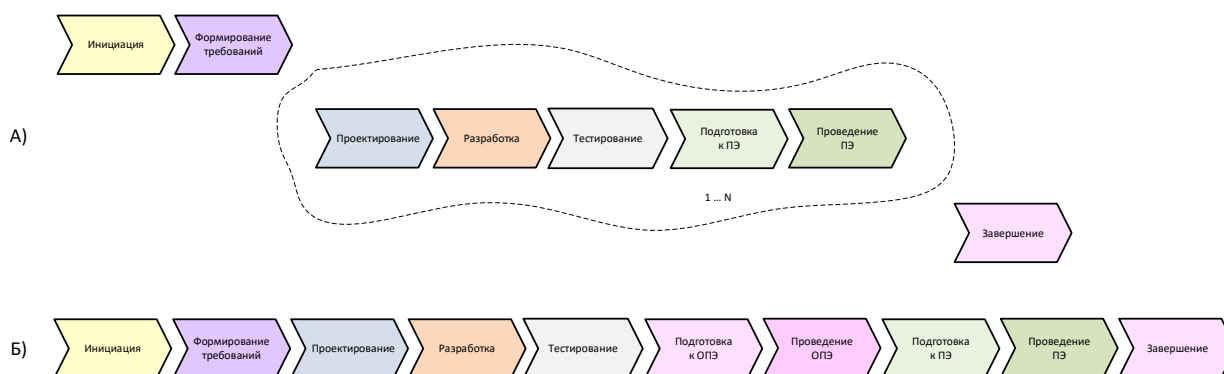 Инициация
Формирование
требований
А)
Проектирование
Разработка
Тестирование
Подготовка
к ПЭ
Проведение
ПЭ
1 ... N
Завершение
Б)
Инициация
Формирование
требований
Проектирование
Разработка
Тестирование
Подготовка
к ОПЭ
Проведение
ОПЭ
Подготовка
к ПЭ
Проведение
ПЭ
Завершение